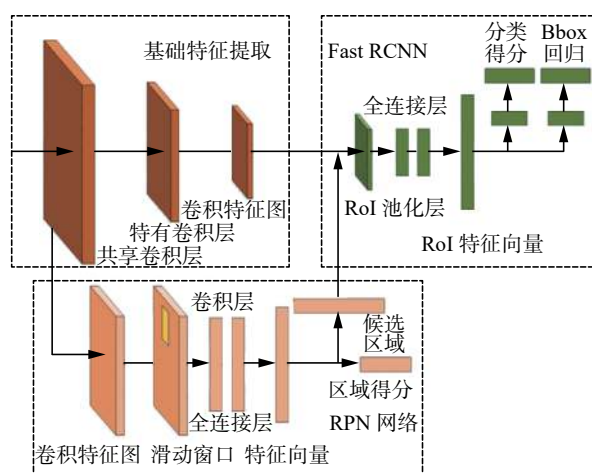 基础特征提取
卷积特征图
特有卷积层
共享卷积层
Fast RCNN
分类
得分
Bbox
回归
全连接层
RoI 池化层
RoI 特征向量
卷积层
候选
区域
全连接层
区域得分
RPN 网络
卷积特征图
滑动窗口
特征向量